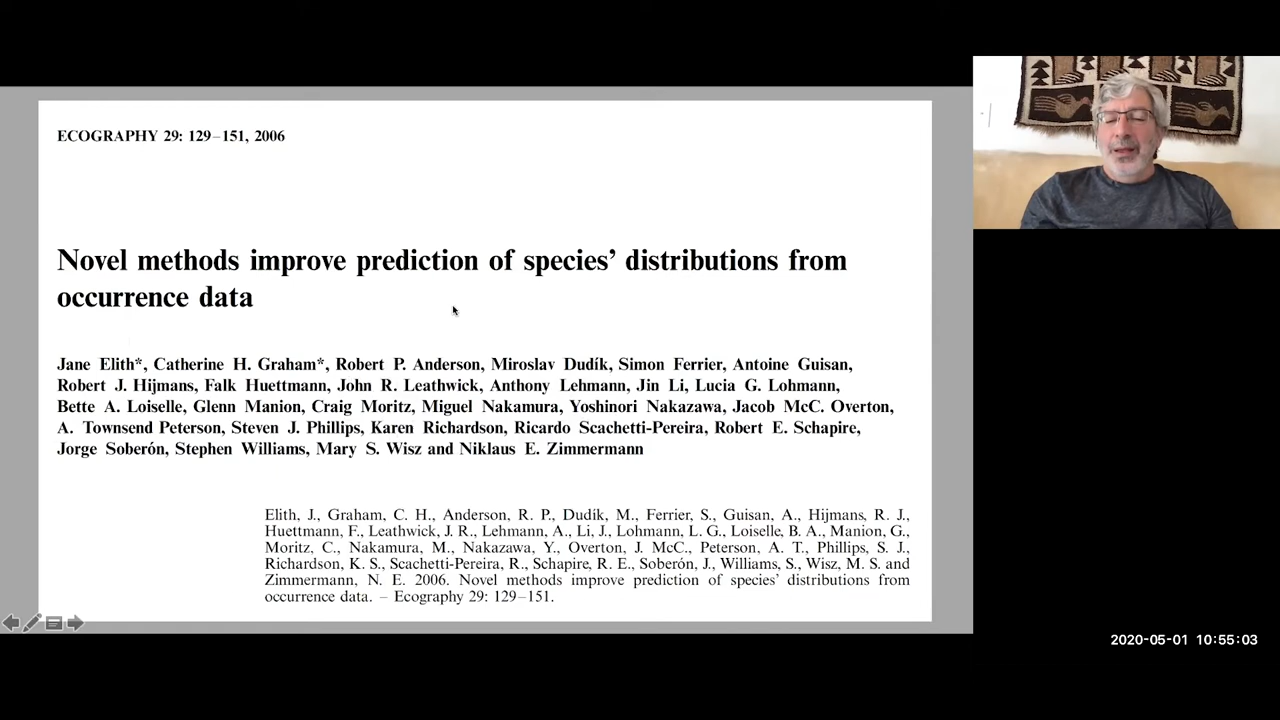 ECOGRAPHY 29: 129–151, 2006
Novel methods improve prediction of species’ distributions from
occurrence data
Jane Elith*, Catherine H. Graham*, Robert P. Anderson, Miroslav Dudík, Simon Ferrier, Antoine Guisan,
Robert J. Hijmans, Falk Huettmann, John R. Leathwick, Anthony Lehmann, Jin Li, Lucia G. Lohmann,
Bette A. Loiselle, Glenn Manion, Craig Moritz, Miguel Nakamura, Yoshinori Nakazawa, Jacob McC. Overton,
A. Townsend Peterson, Steven J. Phillips, Karen Richardson, Ricardo Scachetti-Pereira, Robert E. Schapire,
Jorge Soberón, Stephen Williams, Mary S. Wisz and Niklaus E. Zimmermann
Elith, J., Graham, C. H., Anderson, R. P., Dudík, M., Ferrier, S., Guisan, A., Hijmans, R. J.,
Huettmann, F., Leathwick, J. R., Lehmann, A., Li, J., Lohmann, L. G., Loiselle, B. A., Manion, G.,
Moritz, C., Nakamura, M., Nakazawa, Y., Overton, J. McC., Peterson, A. T., Phillips, S. J.,
Richardson, K. S., Scachetti-Pereira, R., Schapire, R. E., Soberón, J., Williams, S., Wisz, M. S. and
Zimmermann, N. E. 2006. Novel methods improve prediction of species’ distributions from
occurrence data. – Ecography 29: 129–151.
2020-05-01 10:55:03